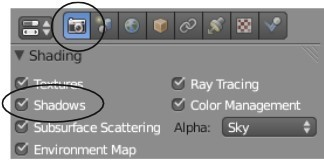 Shading
Textures Ray Tracing
Shadows Color Management
Subsurface Scattering Alpha: Sky
Environment Map